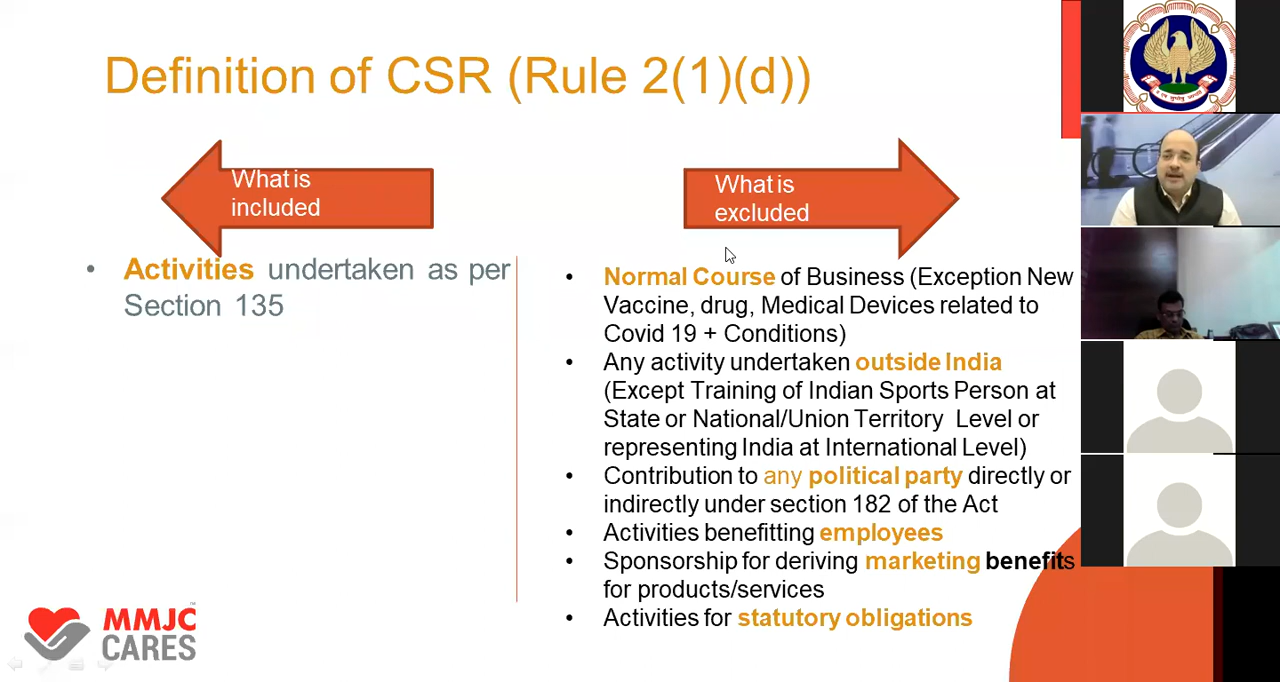 Definition of CSR (Rule 2(1)(d))
What is
included
• Activities undertaken as per
Section 135
What is
excluded
• Normal Course of Business (Exception New
Vaccine, drug, Medical Devices related to
Covid 19 + Conditions)
• Any activity undertaken outside India
(Except Training of Indian Sports Person at
State or National/Union Territory Level or
representing India at International Level)
• Contribution to any political party directly or
indirectly under section 182 of the Act
• Activities benefitting employees
• Sponsorship for deriving marketing benefits
for products/services
• Activities for statutory obligations
MMJC™
CARES